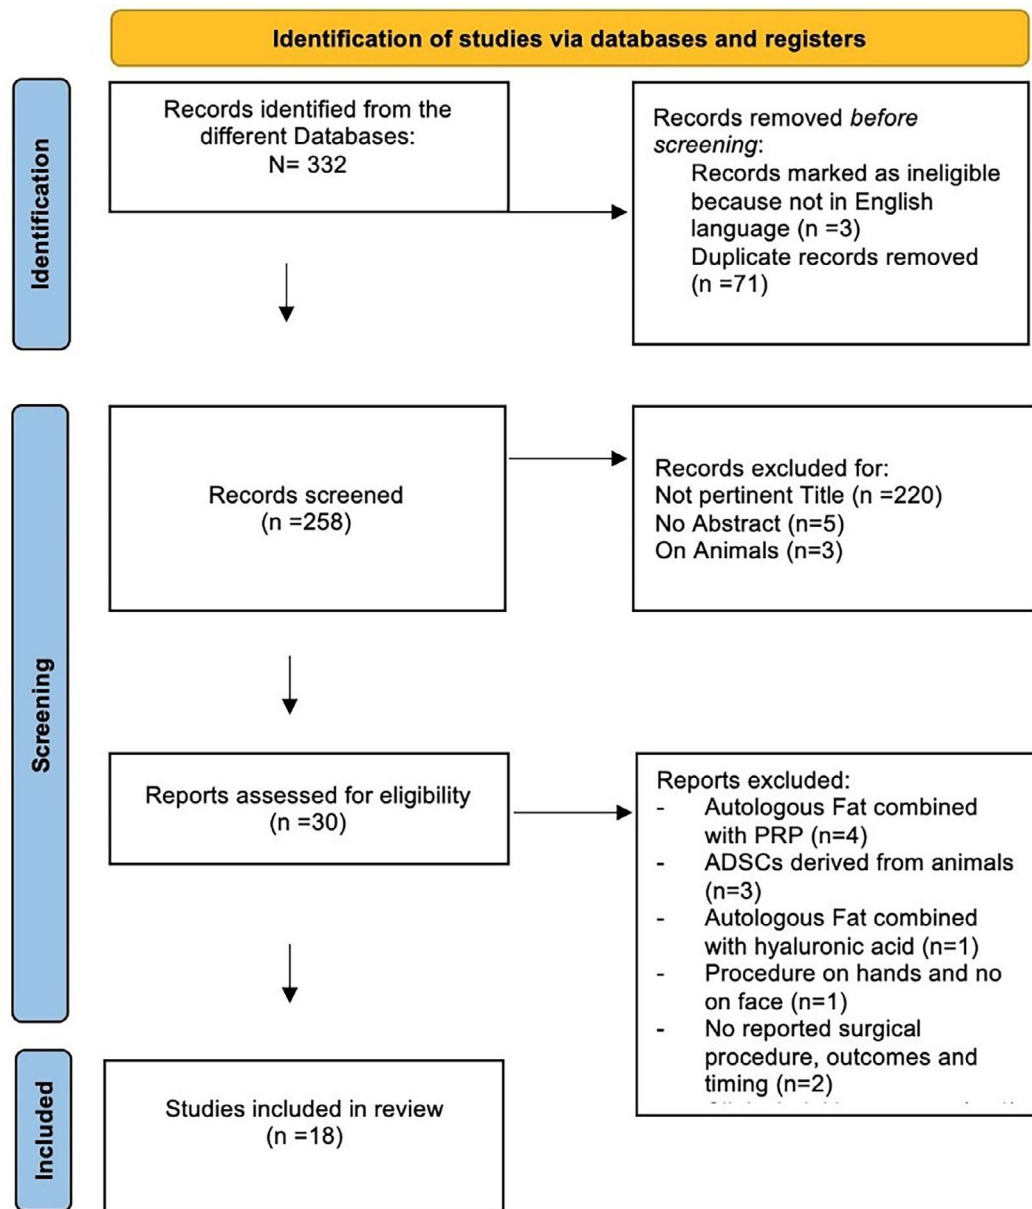 Identification of studies via databases and registers
Identification
Records identified from the
different Databases:
N= 332
Records removed before
screening:
Records marked as ineligible
because not in English
language (n =3)
Duplicate records removed
(n =71)
Screening
Records screened
(n =258)
Records excluded for:
Not pertinent Title (n =220)
No Abstract (n=5)
On Animals (n=3)
Reports assessed for eligibility
(n =30)
Reports excluded:
- Autologous Fat combined
with PRP (n=4)
- ADSCs derived from animals
(n=3)
- Autologous Fat combined
with hyaluronic acid (n=1)
- Procedure on hands and no
on face (n=1)
- No reported surgical
procedure, outcomes and
timing (n=2)
Included
Studies included in review
(n =18)